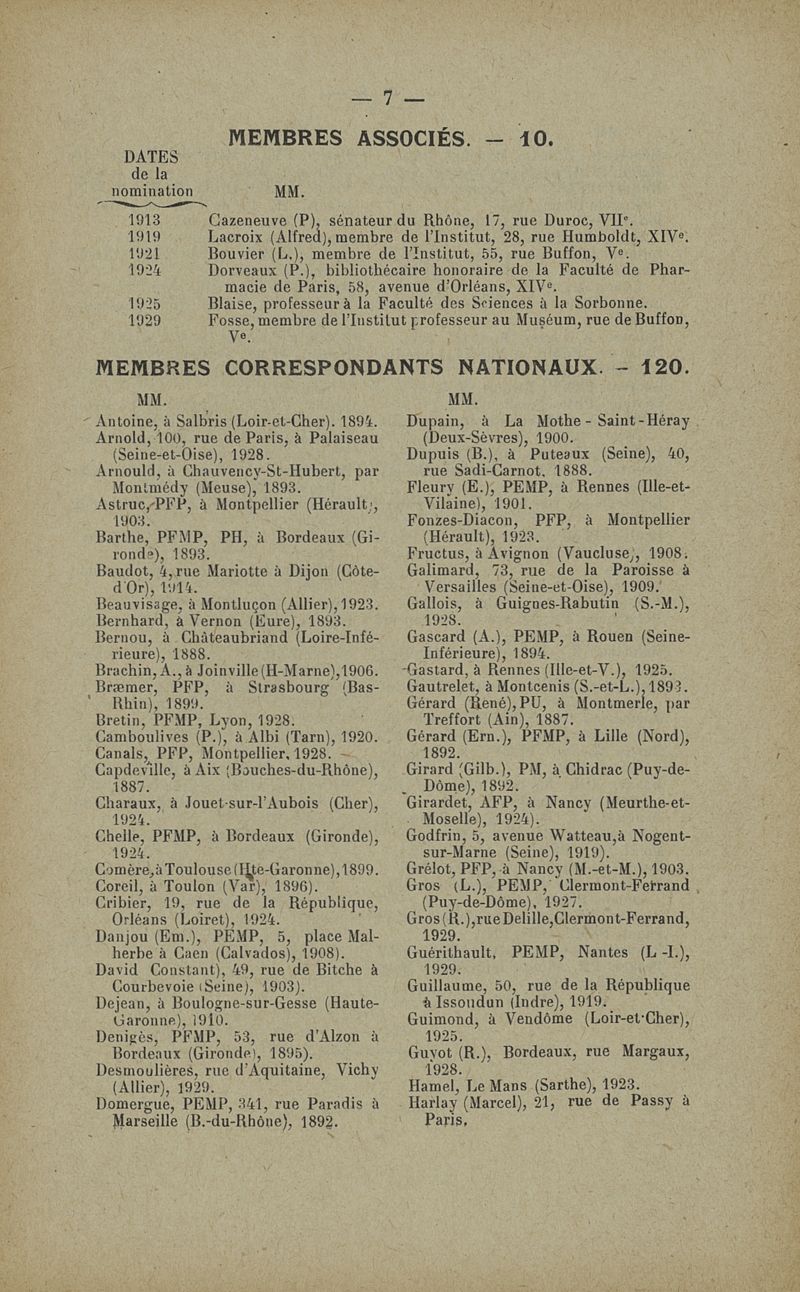 — 7 —
MEMBRES ASSOCIÉS. — 10.
DATES
de la
nomination MM.
1913 Cazeneuve (P), sénateur du Rhône, 17, rue Duroc, VIIe.
1919 Lacroix (Alfred), membre de l'Institut, 28, rue Humboldt, XIVe.
1921 Bouvier (L.), membre de l'Institut, 55, rue Buffon, Ve.
1924 Dorveaux (P.), bibliothécaire honoraire de la Faculté de Phar-
macie de Paris, 58, avenue d'Orléans, XIVe.
1925 Blaise, professeur à la Faculté des Sciences à la Sorbonne.
1929 Fosse, membre de l'Institut professeur au Muséum, rue de Buffon,
Ve.
MEMBRES CORRESPONDANTS NATIONAUX. - 120.
MM.
Antoine, à Salbris (Loir-et-Cher). 1894.
Arnold, 100, rue de Paris, à Palaiseau
(Seine-et-Oise), 1928.
Arnould, à Chauvency-St-Hubert, par
Montmédy (Meuse), 1893.
Astruc, PFP, à Montpellier (Hérault),
1903.
Barthe, PFMP, PH, à Bordeaux (Gi-
ronde), 1893.
Baudot, 4, rue Mariotte à Dijon (Côte-
d'Or), 1914.
Beauvisage, à Montluçon (Allier), 1923.
Bernhard, à Vernon (Eure), 1893.
Bernou, à Châteaubriand (Loire-Infé-
rieure), 1888.
Brachin, A., à Joinville (H-Marne), 1906.
Bræmer, PFP, à Strasbourg (Bas-
Rhin), 1899.
Bretin, PFMP, Lyon, 1928.
Camboulives (P.), à Albi (Tarn), 1920.
Canals, PFP, Montpellier, 1928.
Capdeville, à Aix (Bouches-du-Rhône),
1887.
Charaux, à Jouet-sur-l'Aubois (Cher),
1924.
Chelle, PFMP, à Bordeaux (Gironde),
1924.
Comère, à Toulouse (Hte-Garonne), 1899.
Coreil, à Toulon (Var), 1896).
Cribier, 19, rue de la République,
Orléans (Loiret), 1924.
Danjou (Em.), PEMP, 5, place Mal-
herbe à Caen (Calvados), 1908).
David Constant), 49, rue de Bitche à
Courbevoie (Seine), 1903).
Dejean, à Boulogne-sur-Gesse (Haute-
Garonne), 1910.
Denigès, PFMP, 53, rue d'Alzon à
Bordeaux (Gironde), 1895).
Desmoulières, rue d'Aquitaine, Vichy
(Allier), 1929.
Domergue, PEMP, 341, rue Paradis à
Marseille (B.-du-Rhône), 1892.
MM.
Dupain, à La Mothe-Saint-Héray
(Deux-Sèvres), 1900.
Dupuis (B.), à Puteaux (Seine), 40,
rue Sadi-Carnot. 1888.
Fleury (E.), PEMP, à Rennes (Ille-et-
Vilaine), 1901.
Fonzes-Diacon, PFP, à Montpellier
(Hérault), 1923.
Fructus, à Avignon (Vaucluse), 1908.
Galimard, 73, rue de la Paroisse à
Versailles (Seine-et-Oise), 1909.
Gallois, à Guignes-Rabutin (S.-M.),
1928.
Gascard (A.), PEMP, à Rouen (Seine-
Inférieure), 1894.
Gastard, à Rennes (Ille-et-V.), 1925.
Gautrelet, à Montcenis (S.-et-L.), 1893.
Gérard (René), PU, à Montmerle, par
Treffort (Ain), 1887.
Gérard (Ern.), PFMP, à Lille (Nord),
1892.
Girard (Gilb.), PM, à Chidrac (Puy-de-
Dôme), 1892.
Girardet, AFP, à Nancy (Meurthe-et-
Moselle), 1924).
Godfrin, 5, avenue Watteau, à Nogent-
sur-Marne (Seine), 1919).
Grélot, PFP, à Nancy (M.-et-M.), 1903.
Gros (L.), PEMP, Clermont-Ferrand
(Puy-de-Dôme), 1927.
Gros (R.), rue Delille, Clermont-Ferrand,
1929.
Guérithault, PEMP, Nantes (L-I.),
1929.
Guillaume, 50, rue de la République
à Issoudun (Indre), 1919.
Guimond, à Vendôme (Loir-et-Cher),
1925.
Guyot (R.), Bordeaux, rue Margaux,
1928.
Hamel, Le Mans (Sarthe), 1923.
Harlay (Marcel), 21, rue de Passy à
Paris,